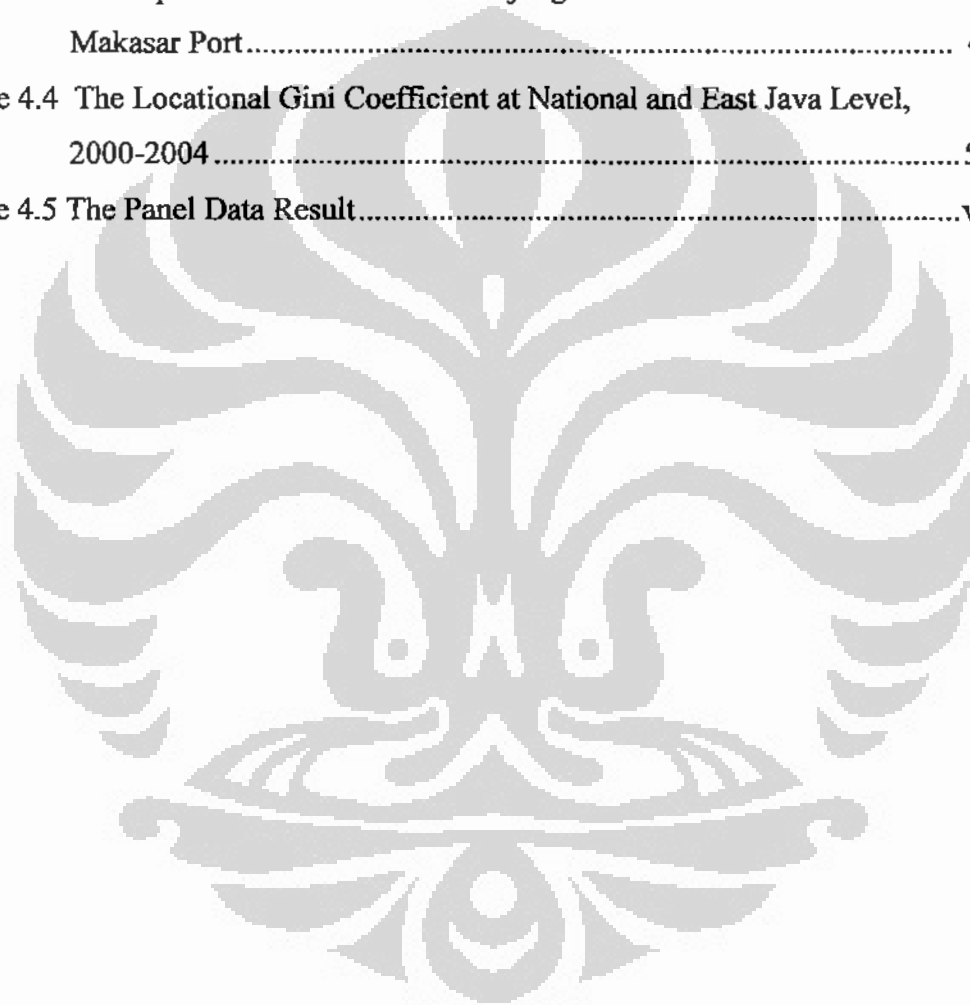 Makasar Port
e 4.4 The Locational Gini Coefficient at National and East Java Level,
2000-2004
e 4.5 The Panel Data Result